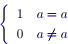 1 a = a
0 a ≠ a